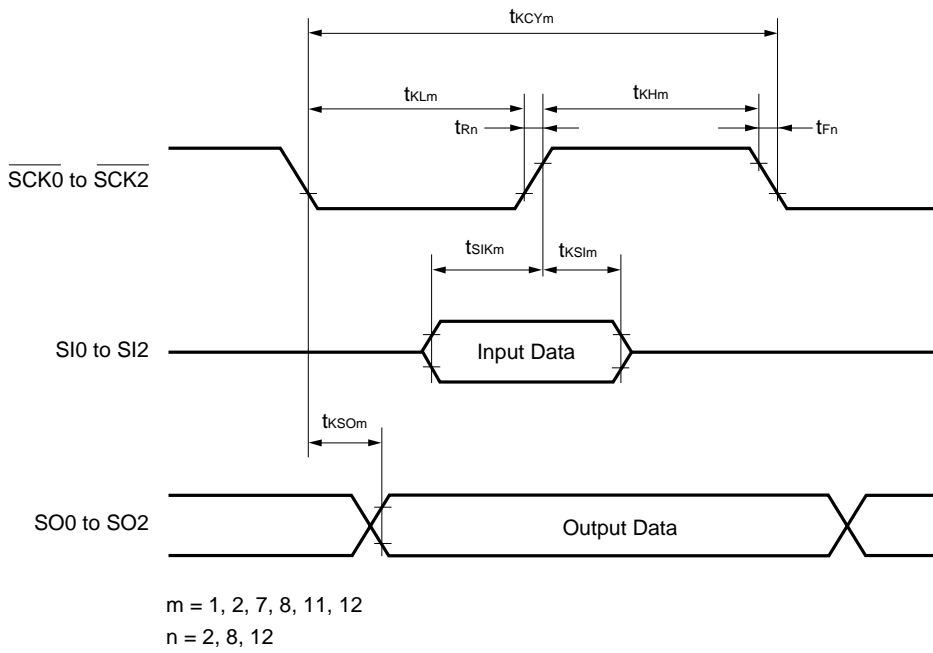 tKCYm
tKLm
tKHm
tRn
tFn
SCK0 to SCK2
tSIKm
tKSIm
SI0 to SI2
Input Data
tKSOm
SO0 to SO2
Output Data
m = 1, 2, 7, 8, 11, 12
n = 2, 8, 12